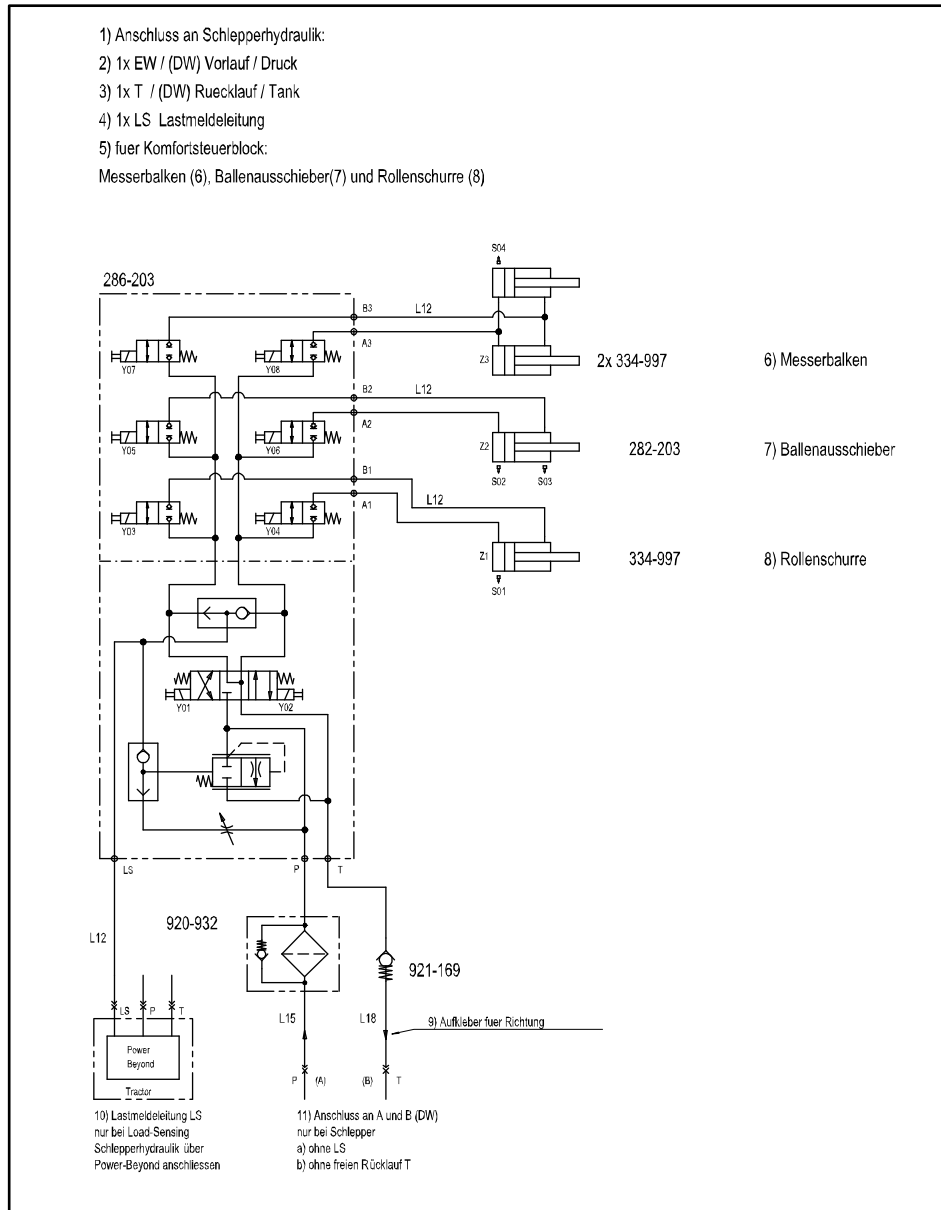 1) Anschluss an Schlepperhydraulik:
2) 1x EW / (DW) Vorlauf / Druck
3) 1x T / (DW) Ruecklauf / Tank
4) 1x LS Lastmeldeleitung
5) fuer Komfortsteuerblock:
Messerbalken (6), Ballenausschieber(7) und Rollenschurre (8)
S04
286-203
B3
L12
A3
Z3
2x 334-997
6) Messerbalken
Y07
Y08
B2
L12
A2
Z2
282-203
7) Ballenausschieber
Y05
Y06
S02
S03
B1
L12
A1
Y03
Y04
Z1
334-997
8) Rollenschurre
S01
Y01
Y02
LS
P
T
920-932
L12
921-169
LS
P
T
L15
L18
9) Aufkleber fuer Richtung
Power
Beyond
Tractor
P
(A)
(B)
T
10) Lastmeldeleitung LS
nur bei Load-Sensing
Schlepperhydraulik über
Power-Beyond anschliessen
11) Anschluss an A und B (DW)
nur bei Schlepper
a) ohne LS
b) ohne freien Rücklauf T